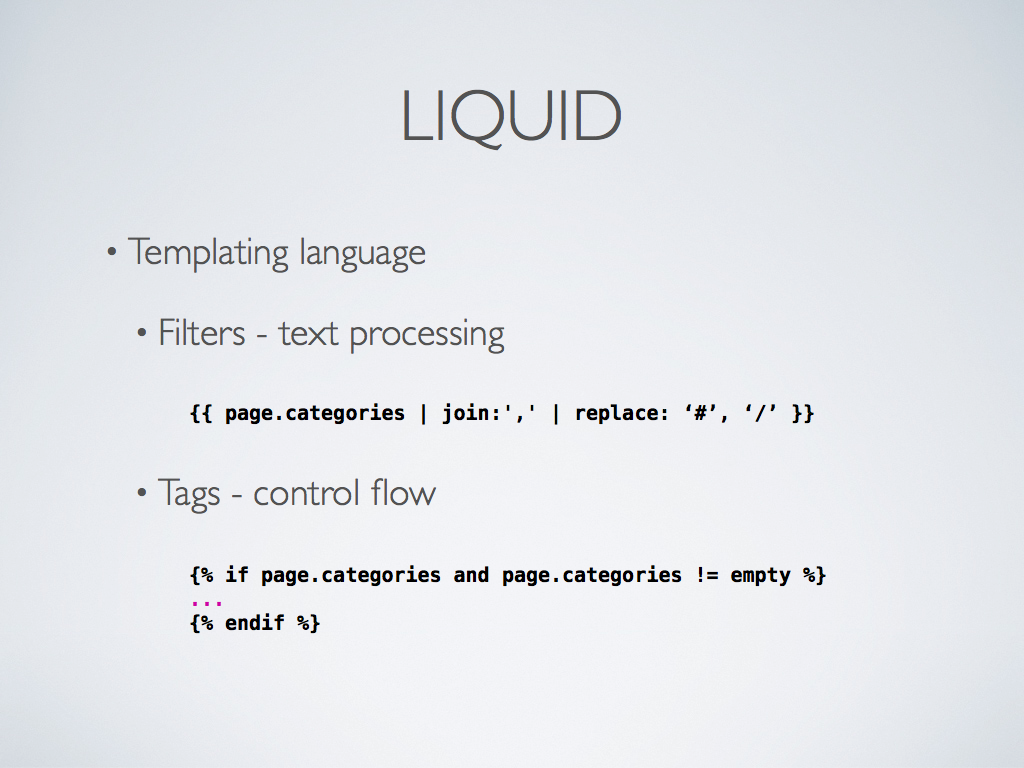 LIQUID
• Templating language
• Filters - text processing
{{ page.categories | join:',' | replace: ‘#’, ‘/’ }}
• Tags - control flow
{% if page.categories and page.categories != empty %}
...
{% endif %}